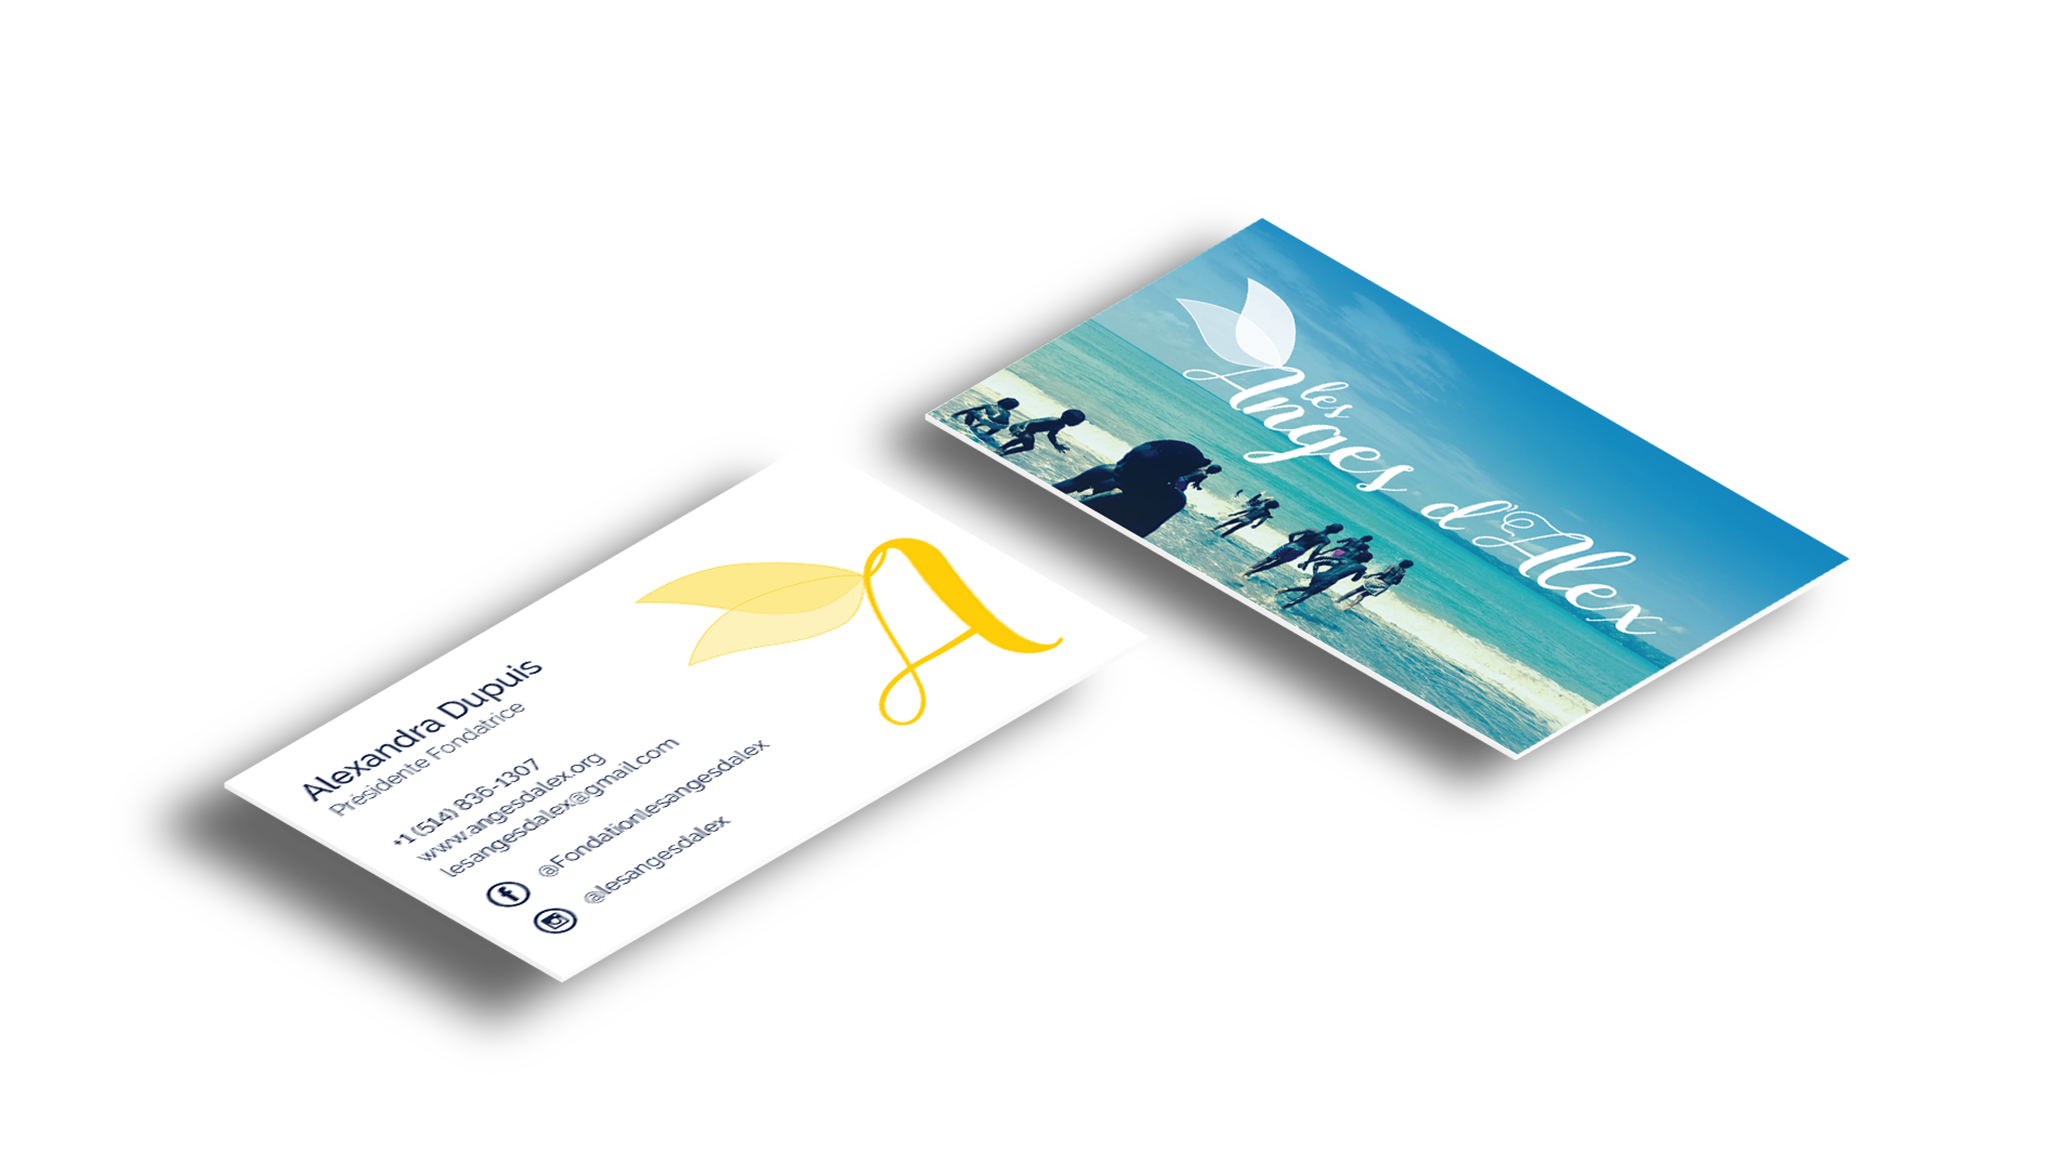 Alexandra Dupuis
Présidente Fondatrice
+1 (514) 836-1307
www.angesdalex.org
lesangesdalex@gmail.com
@Fondationlesangesdalex
@lesangesdalex
A
les
Anges d'Alex